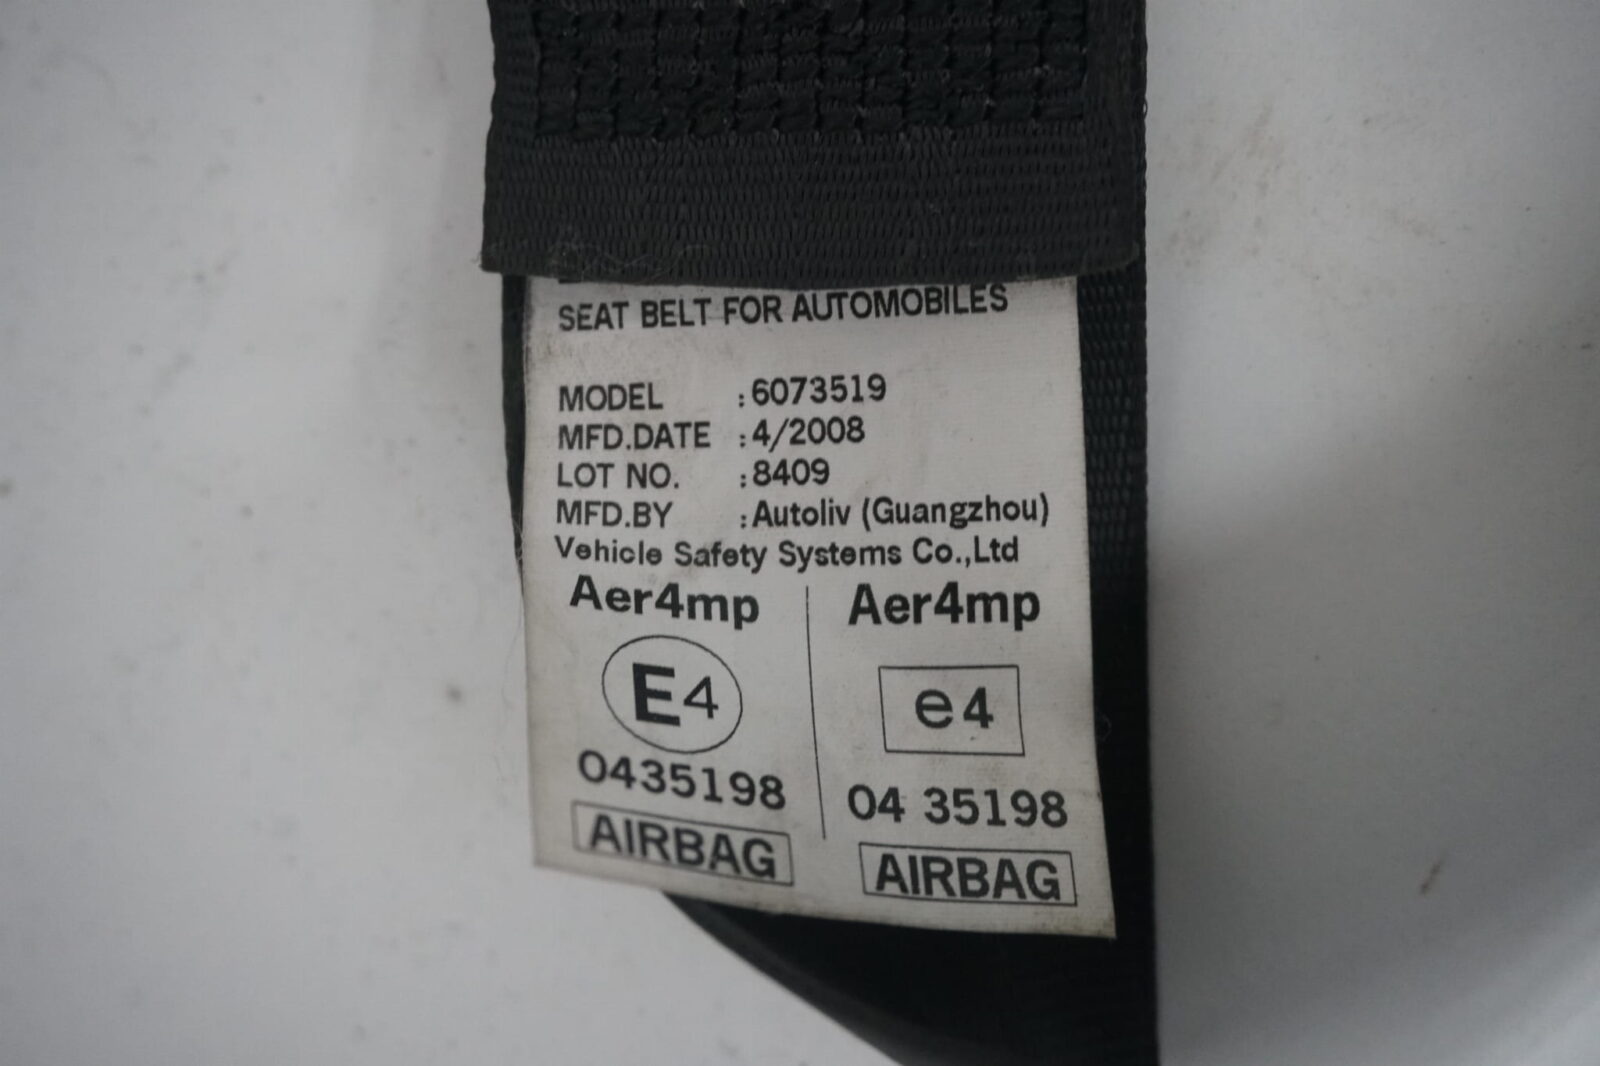 SEAT BELT FOR AUTOMOBILES
MODEL :6073519
MFD.DATE :4/2008
LOT NO. :8409
MFD.BY :Autoliv (Guangzhou)
Vehicle Safety Systems Co.,Ltd
Aer4mp Aer4mp
E4 e4
0435198 04 35198
AIRBAG AIRBAG